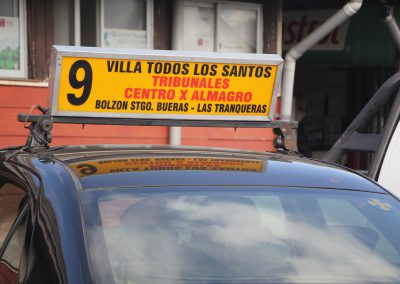 9
VILLA TODOS LOS SANTOS
TRIBUNALES
CENTRO X ALMAGRO
BOLZON STGO. BUERAS - LAS TRANQUERAS